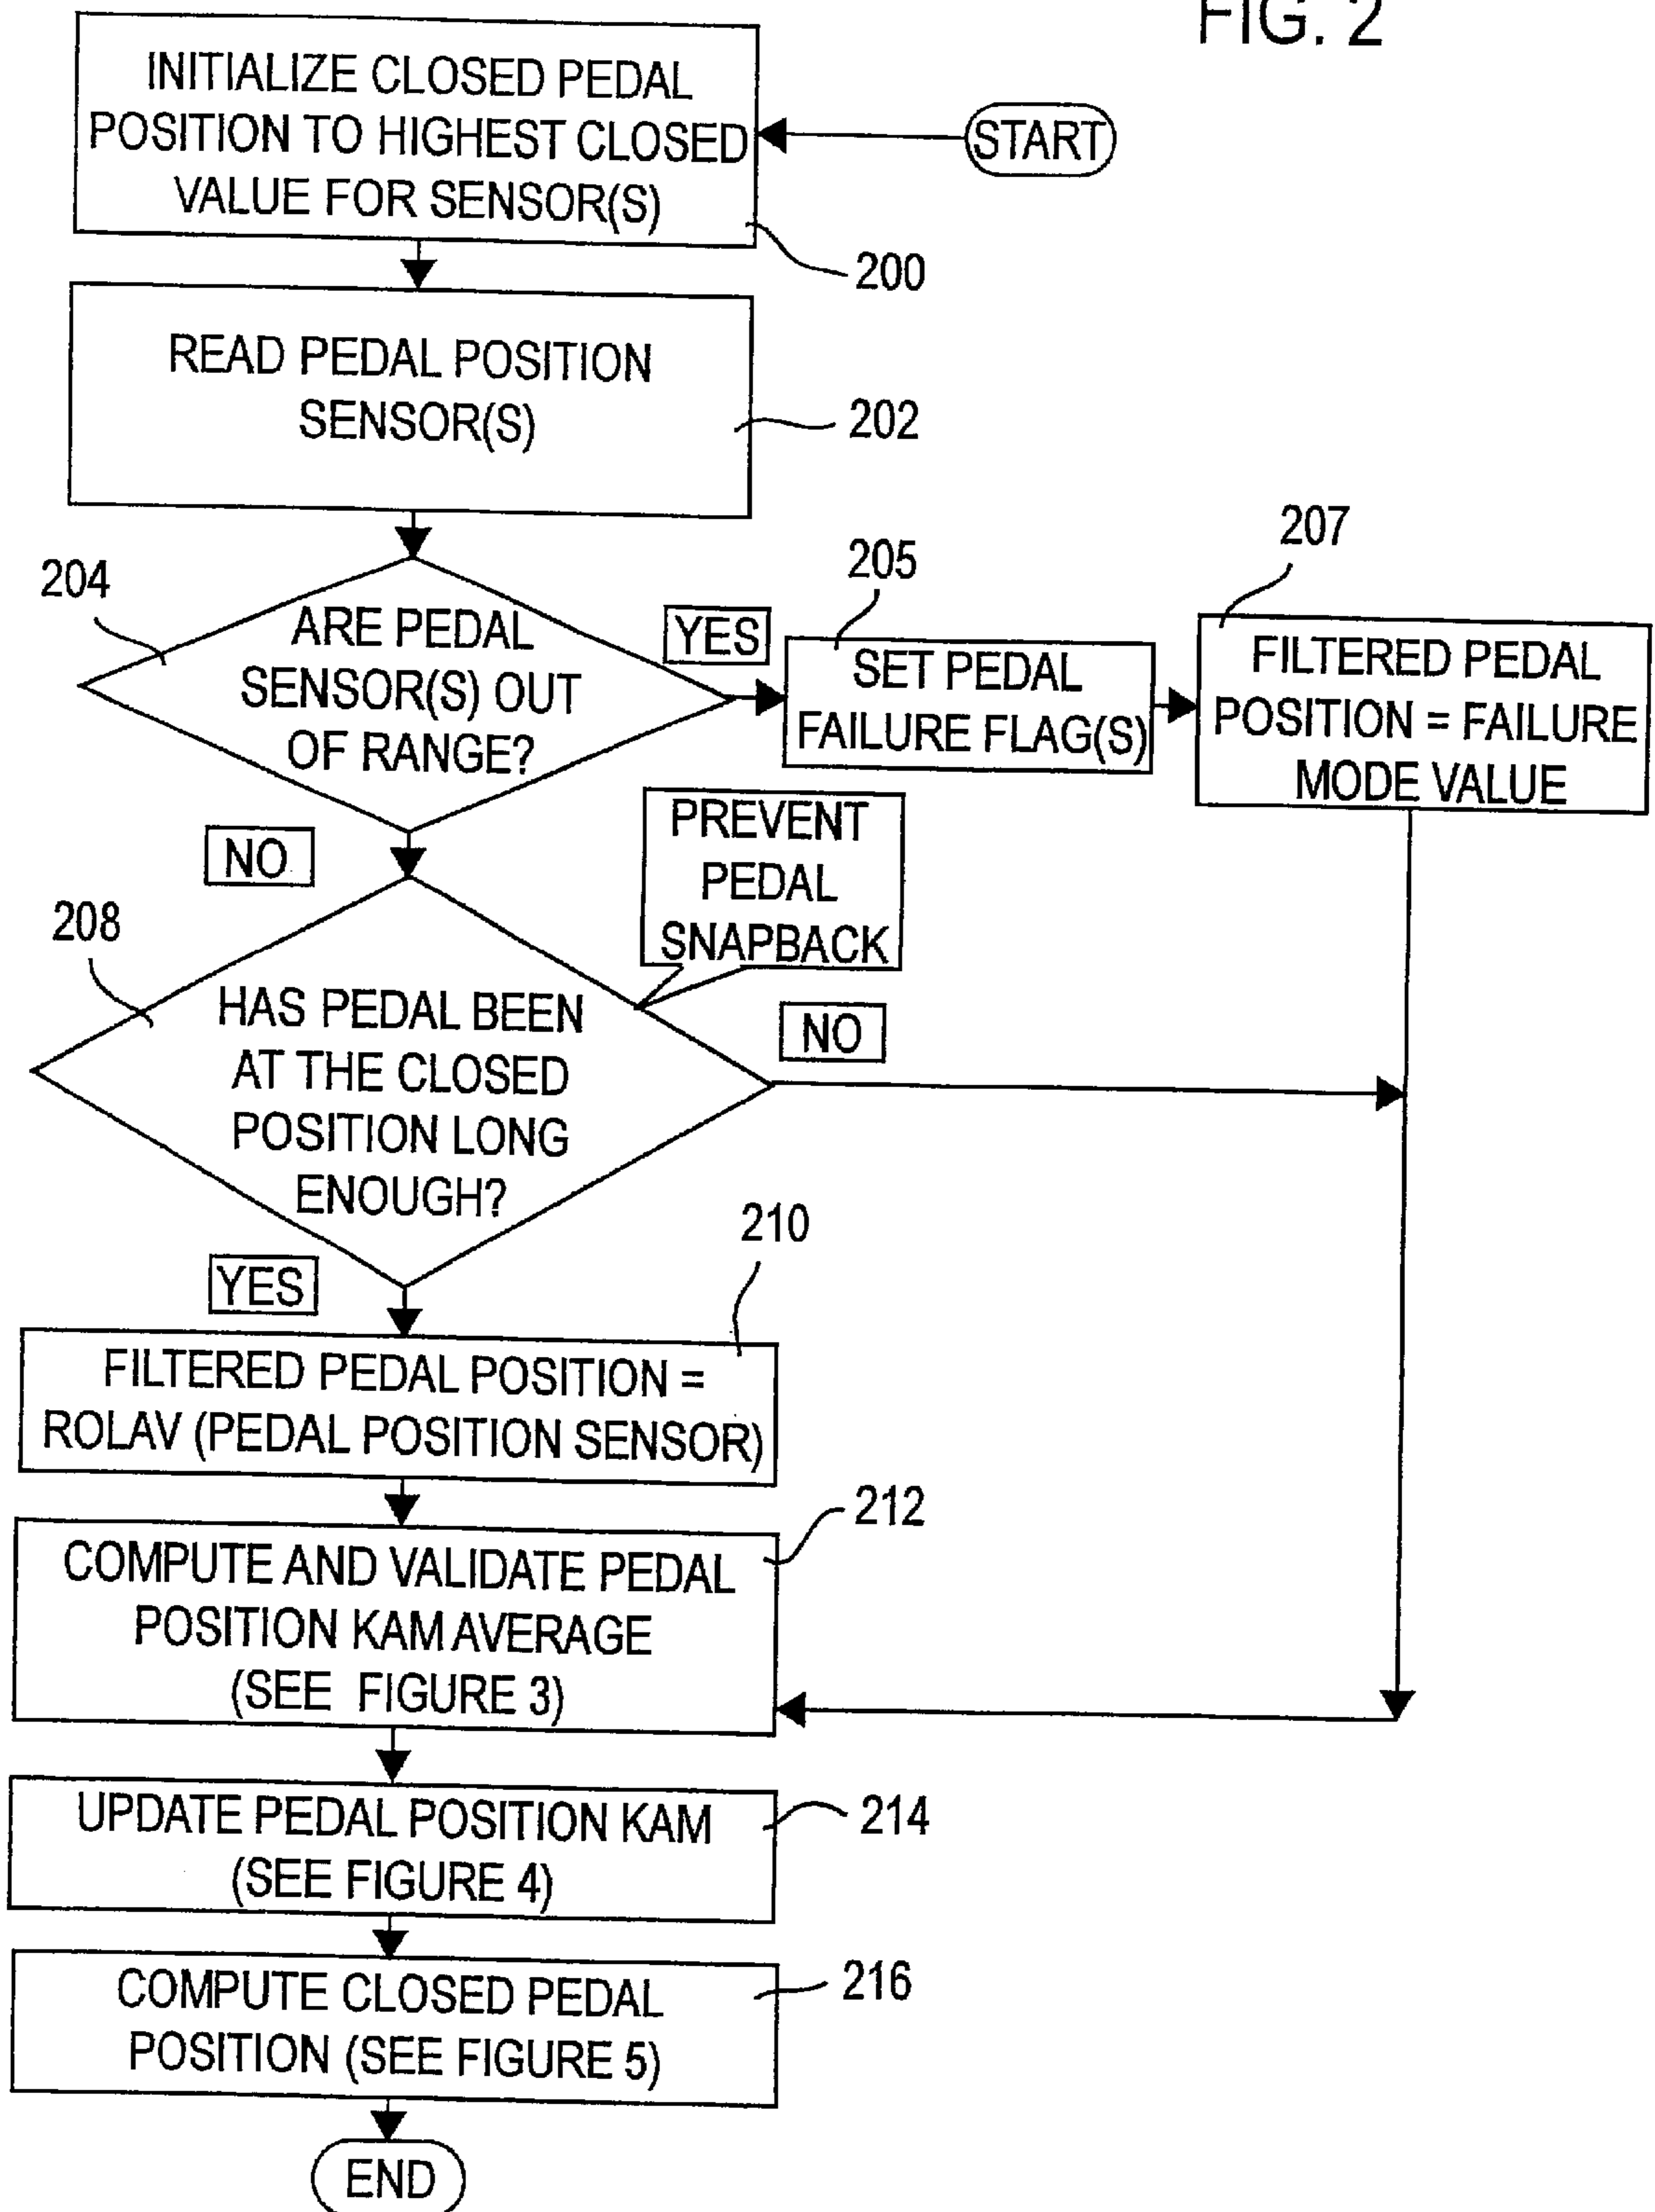 FIG. 2
INITIALIZE CLOSED PEDAL
POSITION TO HIGHEST CLOSED
VALUE FOR SENSOR(S)
START
200
READ PEDAL POSITION
SENSOR(S)
202
204
ARE PEDAL
SENSOR(S) OUT
OF RANGE?
YES
205
SET PEDAL
FAILURE FLAG(S)
207
FILTERED PEDAL
POSITION = FAILURE
MODE VALUE
NO
PREVENT
PEDAL
SNAPBACK
208
HAS PEDAL BEEN
AT THE CLOSED
POSITION LONG
ENOUGH?
NO
YES
210
FILTERED PEDAL POSITION =
ROLAV (PEDAL POSITION SENSOR)
212
COMPUTE AND VALIDATE PEDAL
POSITION KAM AVERAGE
(SEE FIGURE 3)
UPDATE PEDAL POSITION KAM
(SEE FIGURE 4)
214
COMPUTE CLOSED PEDAL
POSITION (SEE FIGURE 5)
216
END